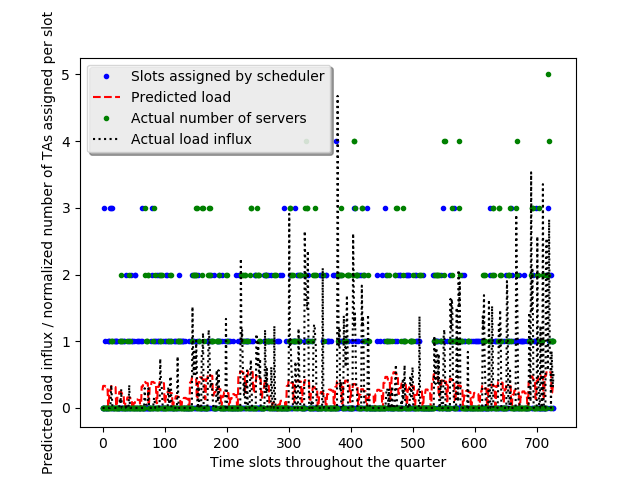 Predicted load influx / normalized number of TAs assigned per slot
5
4
3
2
1
0
Slots assigned by scheduler
Predicted load
Actual number of servers
Actual load influx
0 100 200 300 400 500 600 700
Time slots throughout the quarter